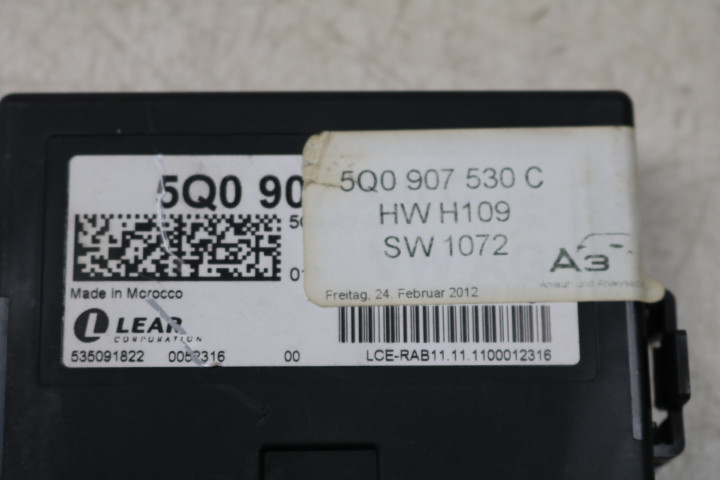 5Q0 90
5Q0 907 530 C
HW H109
SW 1072
A3
Made in Morocco
Freitag, 24. Februar 2012
L LEAR
CORPORATION
535091822 0052316 00 LCE-RAB11.11.1100012316